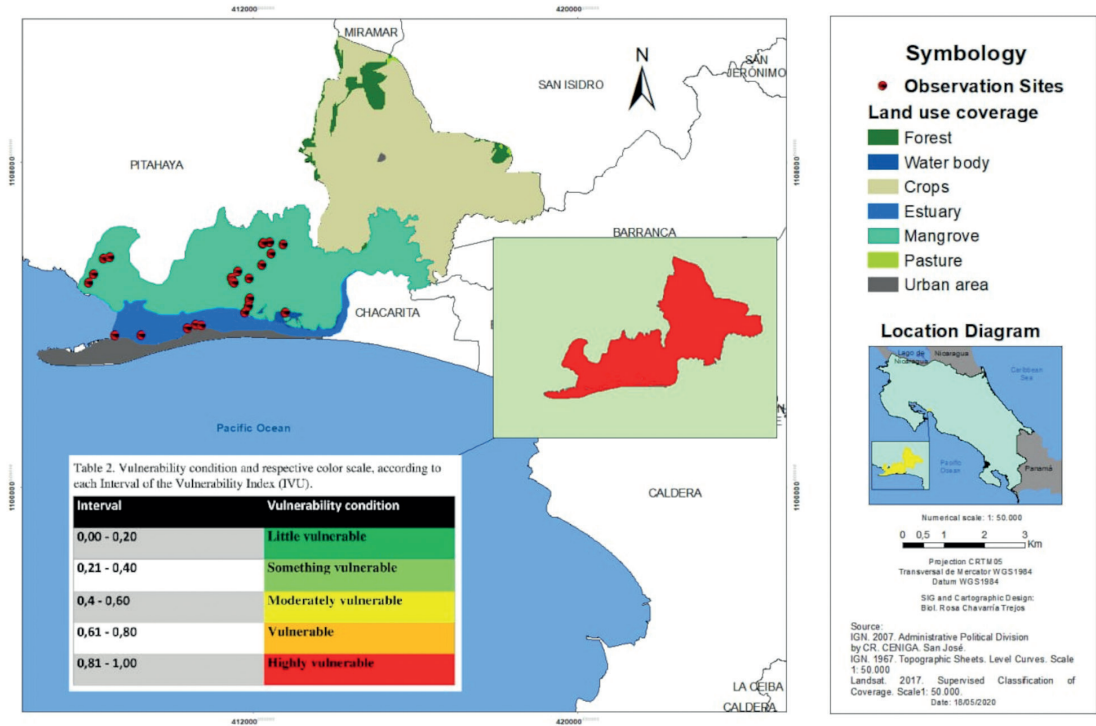 412000
420000
MIRAMAR
SAN JERÓNIMO
N
SAN ISIDRO
1108000
1108000
PITAHAYA
BARRANCA
CHACARITA
Pacific Ocean
CALDERA
1100000
1100000
LA CEIBA
CALDERA
412000
420000
Table 2. Vulnerability condition and respective color scale, according to
each Interval of the Vulnerability Index (IVU).
Interval Vulnerability condition
0,00 - 0,20 Little vulnerable
0,21 - 0,40 Something vulnerable
0,4 - 0,60 Moderately vulnerable
0,61 - 0,80 Vulnerable
0,81 - 1,00 Highly vulnerable
Symbology
Observation Sites
Land use coverage
Forest
Water body
Crops
Estuary
Mangrove
Pasture
Urban area
Location Diagram
Lago de
Nicaragua
Nicaragua
Caribbean
Sea
Pacific
Ocean
Panamá
Numerical scale: 1: 50.000
0 0,5 1 2 3
Km
Projection CRTM05
Transversal de Mercator WGS1984
Datum WGS1984
SIG and Cartographic Design:
Biol. Rosa Chavarría Trejos
Source:
IGN. 2007. Administrative Political Division
by CR. CENIGA. San José.
IGN. 1967. Topographic Sheets. Level Curves. Scale
1: 50.000
Landsat. 2017. Supervised Classification of
Coverage. Scale1: 50.000.
Date: 18/05/2020